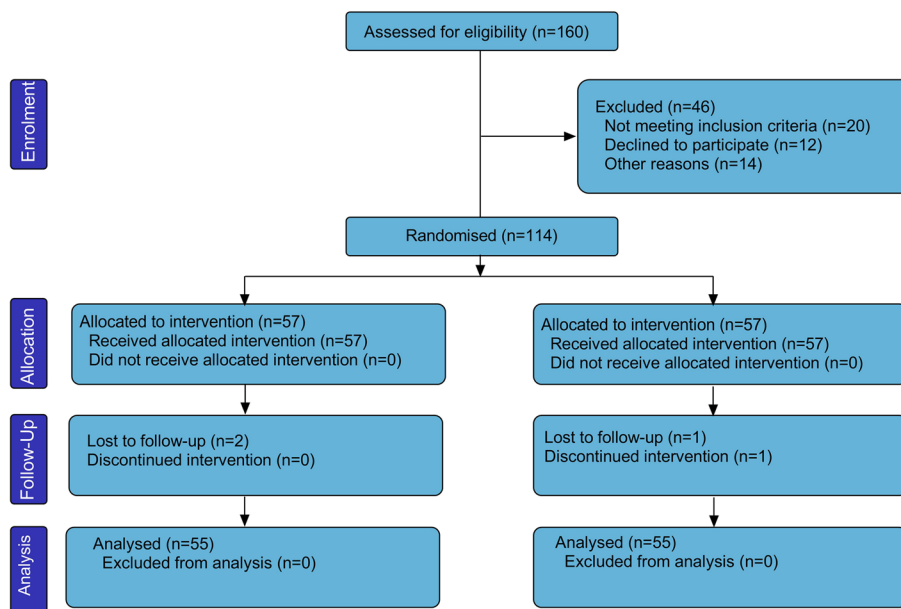 Assessed for eligibility (n=160)
Enrolment
Excluded (n=46)
Not meeting inclusion criteria (n=20)
Declined to participate (n=12)
Other reasons (n=14)
Randomised (n=114)
Allocation
Allocated to intervention (n=57)
Received allocated intervention (n=57)
Did not receive allocated intervention (n=0)
Allocated to intervention (n=57)
Received allocated intervention (n=57)
Did not receive allocated intervention (n=0)
Follow-Up
Lost to follow-up (n=2)
Discontinued intervention (n=0)
Lost to follow-up (n=1)
Discontinued intervention (n=1)
Analysis
Analysed (n=55)
Excluded from analysis (n=0)
Analysed (n=55)
Excluded from analysis (n=0)